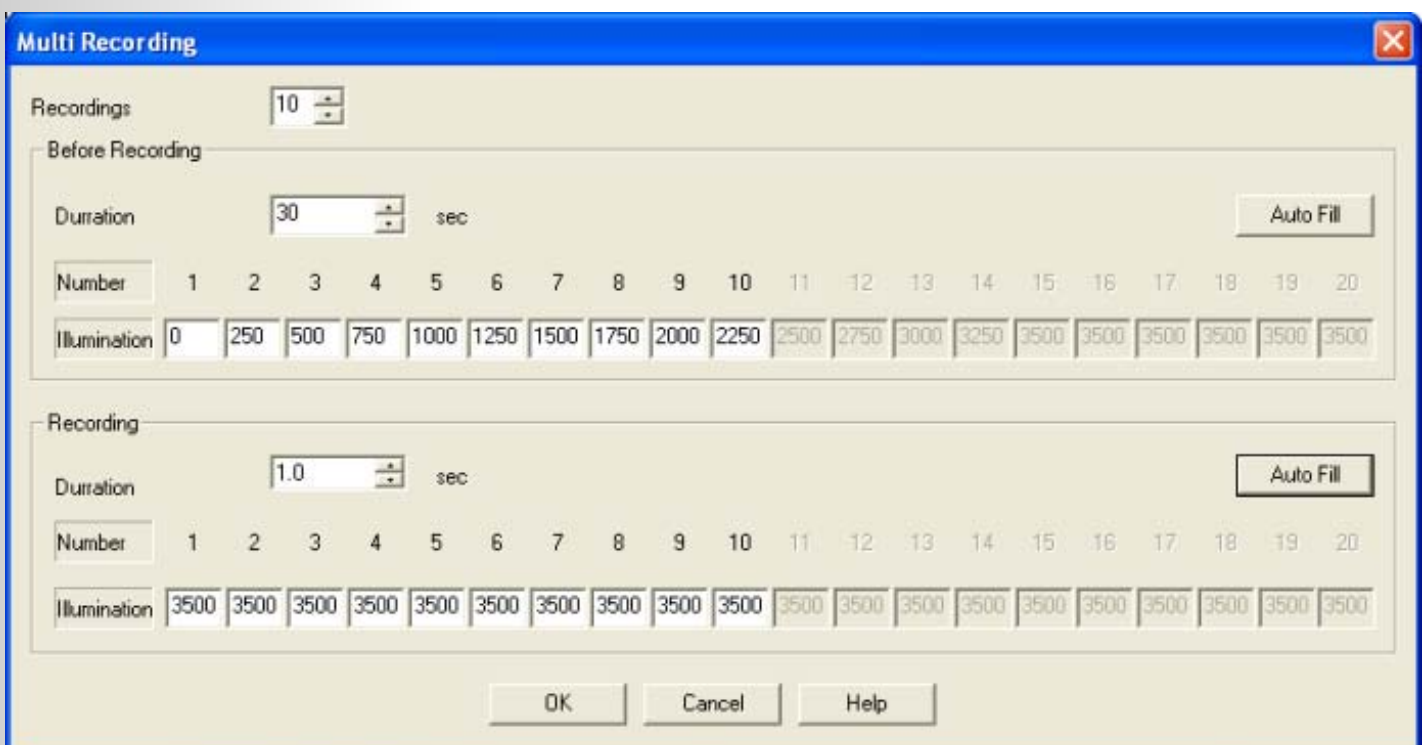 Multi Recording
Recordings 10
Before Recording
Durration 30 sec Auto Fill
Number 1 2 3 4 5 6 7 8 9 10 11 12 13 14 15 16 17 18 19 20
Illumination 0 250 500 750 1000 1250 1500 1750 2000 2250 2500 2750 3000 3250 3500 3500 3500 3500 3500 3500
Recording
Durration 1.0 sec Auto Fill
Number 1 2 3 4 5 6 7 8 9 10 11 12 13 14 15 16 17 18 19 20
Illumination 3500 3500 3500 3500 3500 3500 3500 3500 3500 3500 3500 3500 3500 3500 3500 3500 3500 3500 3500 3500
OK Cancel Help